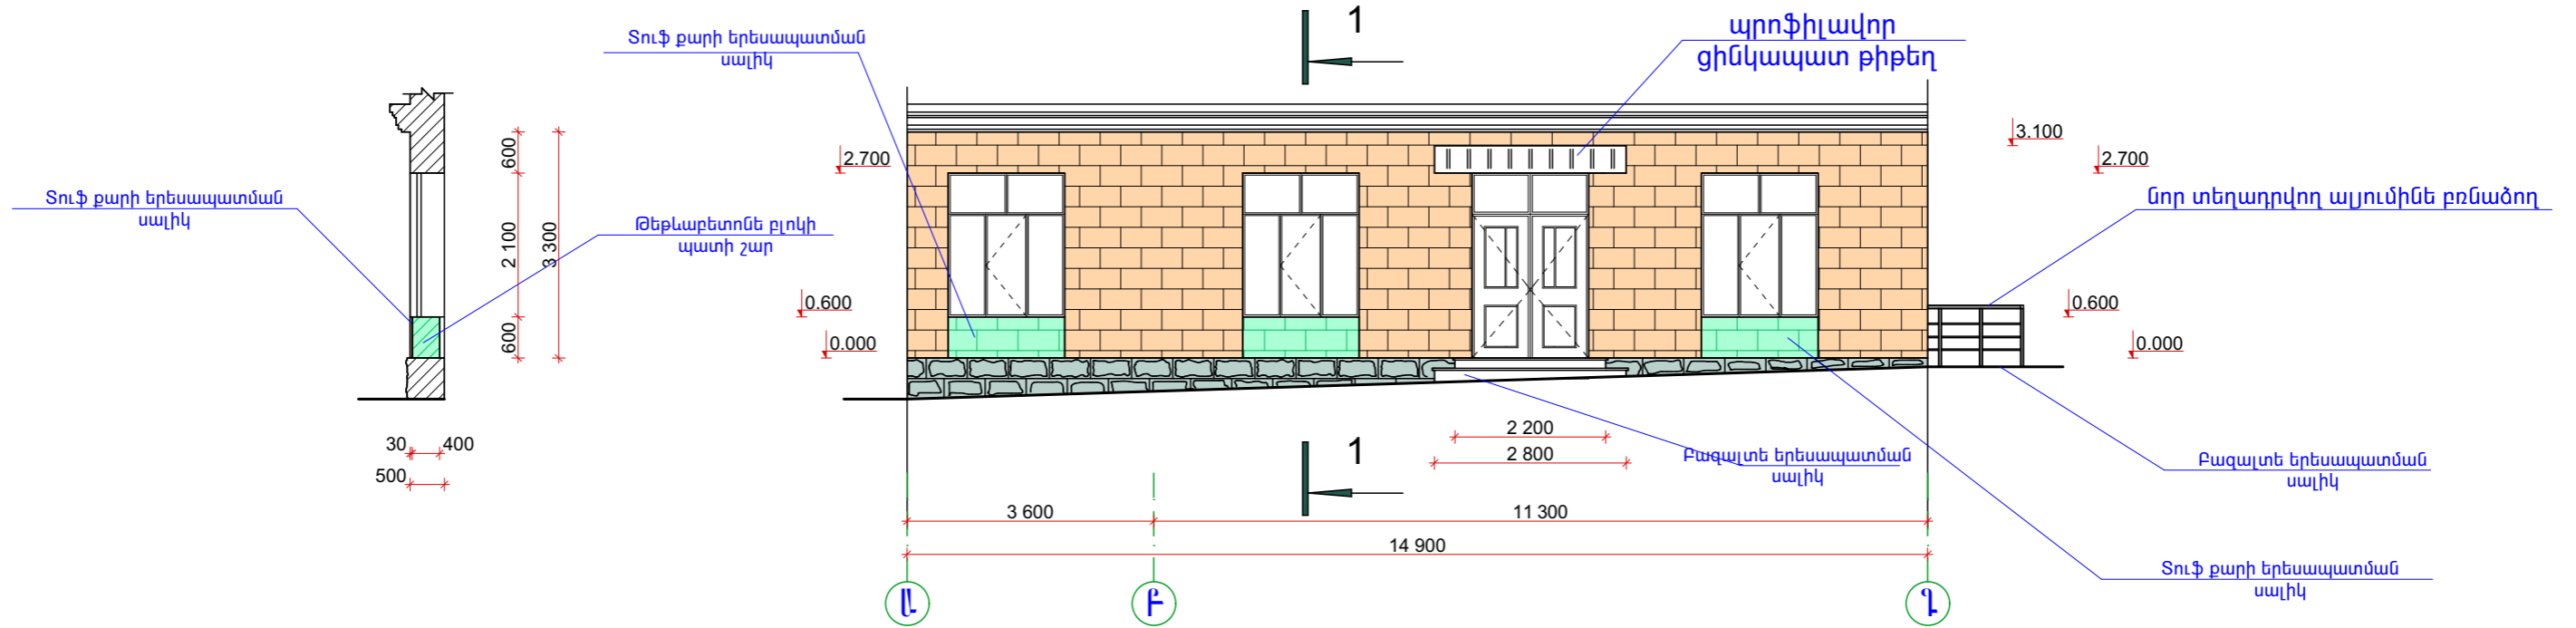 1
պրոֆիլավոր
ցինկապատ թիթեղ
Տուֆ քարի երեսապատման
սալիկ
3.100
2.700
2.700
600
2 100
3 300
600
Տուֆ քարի երեսապատման
սալիկ
Թեթևաբետոնե բլոկի
պատի շար
նոր տեղադրվող ալյումինե բռնաձող
0.600
0.600
0.000
0.000
30
400
500
2 200
2 800
1
Բազալտե երեսապատման
սալիկ
Բազալտե երեսապատման
սալիկ
3 600
11 300
14 900
Տուֆ քարի երեսապատման
սալիկ
Ա
Բ
Դ